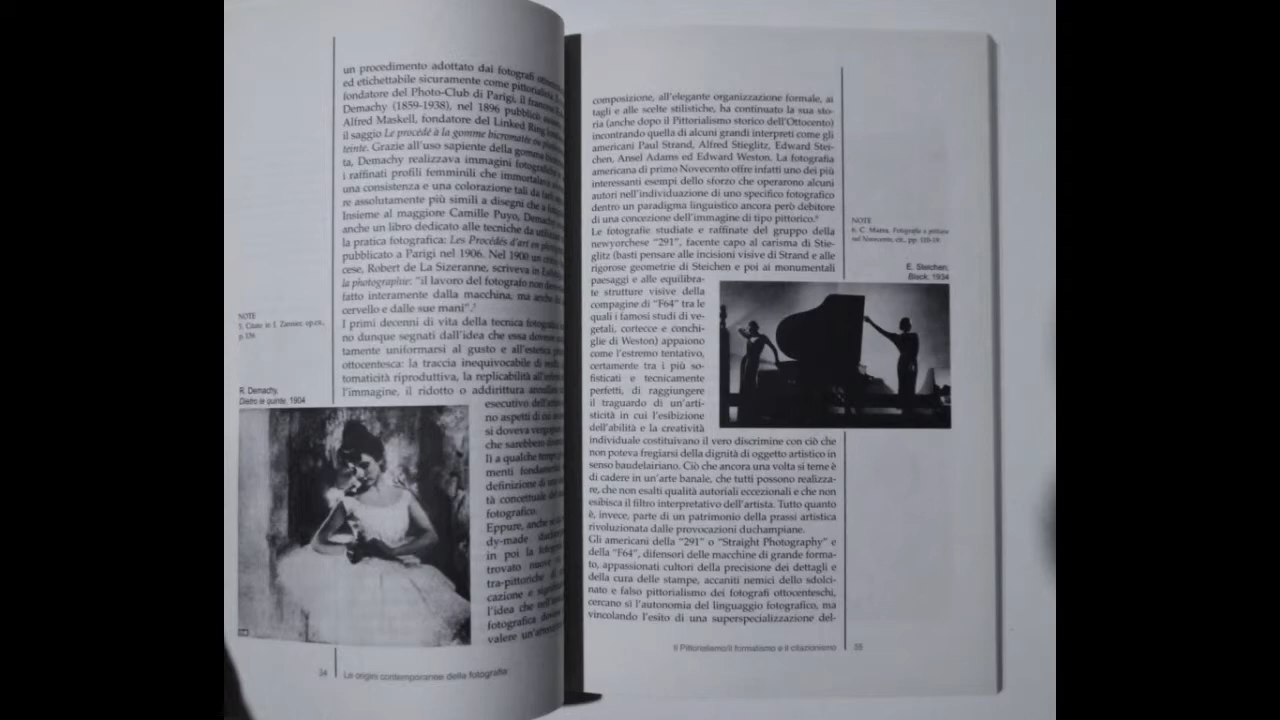 un procedimento adottato dai fotografi
ed etichettabile sicuramente come pittorialista
fondatore del Photo-Club di Parigi, il
Demachy (1859-1938), nel 1896 pubblicò
Alfred Maskell, fondatore del Linked Ring,
il saggio Le procédé à la gomme bicromatée ou
teinte. Grazie all'uso sapiente della gomma
ta, Demachy realizzava immagini
i raffinati profili femminili che
una consistenza e una colorazione tali da
re assolutamente più simili a disegni che a
Insieme al maggiore Camille Puyo,
anche un libro dedicato alle tecniche da
la pratica fotografica: Les Procédés d'art en
pubblicato a Parigi nel 1906. Nel 1900 un
cese, Robert de La Sizeranne, scriveva in
la photographie: "il lavoro del fotografo non
fatto interamente dalla macchina, ma anche
cervello e dalle sue mani".
I primi decenni di vita della tecnica
no dunque segnati dall'idea che essa
tamente uniformarsi al gusto e all'estetica
ottocentesca: la traccia inequivocabile di
tomaticità riproduttiva, la replicabilità
l'immagine, il ridotto o addirittura
esecutivo
no aspetti di
si doveva
che sarebbero
lì a qualche
menti
definizione di
tà concettuale
fotografico.
Eppure, anche
dy-made
in poi la
trovato
tra-pittoriche
cazione e
l'idea che
fotografica
valere
NOTE
5. Citato in I. Zannier, op.cit.,
p. 156
R. Demachy,
Dietro le quinte, 1904
34 Le origini contemporanee della fotografia
composizione, all'elegante organizzazione formale, ai
tagli e alle scelte stilistiche, ha continuato la sua sto-
ria (anche dopo il Pittorialismo storico dell'Ottocento)
incontrando quella di alcuni grandi interpreti come gli
americani Paul Strand, Alfred Stieglitz, Edward Stei-
chen, Ansel Adams ed Edward Weston. La fotografia
americana di primo Novecento offre infatti uno dei più
interessanti esempi dello sforzo che operarono alcuni
autori nell'individuazione di uno specifico fotografico
dentro un paradigma linguistico ancora però debitore
di una concezione dell'immagine di tipo pittorico.⁶
Le fotografie studiate e raffinate del gruppo della
newyorchese "291", facente capo al carisma di Stie-
glitz (basti pensare alle incisioni visive di Strand e alle
rigorose geometrie di Steichen e poi ai monumentali
paesaggi e alle equilibra-
te strutture visive della
compagine di "F64" tra le
quali i famosi studi di ve-
getali, cortecce e conchi-
glie di Weston) appaiono
come l'estremo tentativo,
certamente tra i più so-
fisticati e tecnicamente
perfetti, di raggiungere
il traguardo di un'arti-
sticità in cui l'esibizione
dell'abilità e la creatività
individuale costituivano il vero discrimine con ciò che
non poteva fregiarsi della dignità di oggetto artistico in
senso baudelairiano. Ciò che ancora una volta si teme è
di cadere in un'arte banale, che tutti possono realizza-
re, che non esalti qualità autoriali eccezionali e che non
esibisca il filtro interpretativo dell'artista. Tutto quanto
è, invece, parte di un patrimonio della prassi artistica
rivoluzionata dalle provocazioni duchampiane.
Gli americani della "291" o "Straight Photography" e
della "F64", difensori delle macchine di grande forma-
to, appassionati cultori della precisione dei dettagli e
della cura delle stampe, accaniti nemici dello sdolci-
nato e falso pittorialismo dei fotografi ottocenteschi,
cercano sì l'autonomia del linguaggio fotografico, ma
vincolando l'esito di una superspecializzazione del-
NOTE
6. C. Marra, Fotografia e pittura
nel Novecento, cit., pp. 118-19.
E. Steichen,
Black, 1934
Il Pittorialismo/Il formalismo e il citazionismo 35